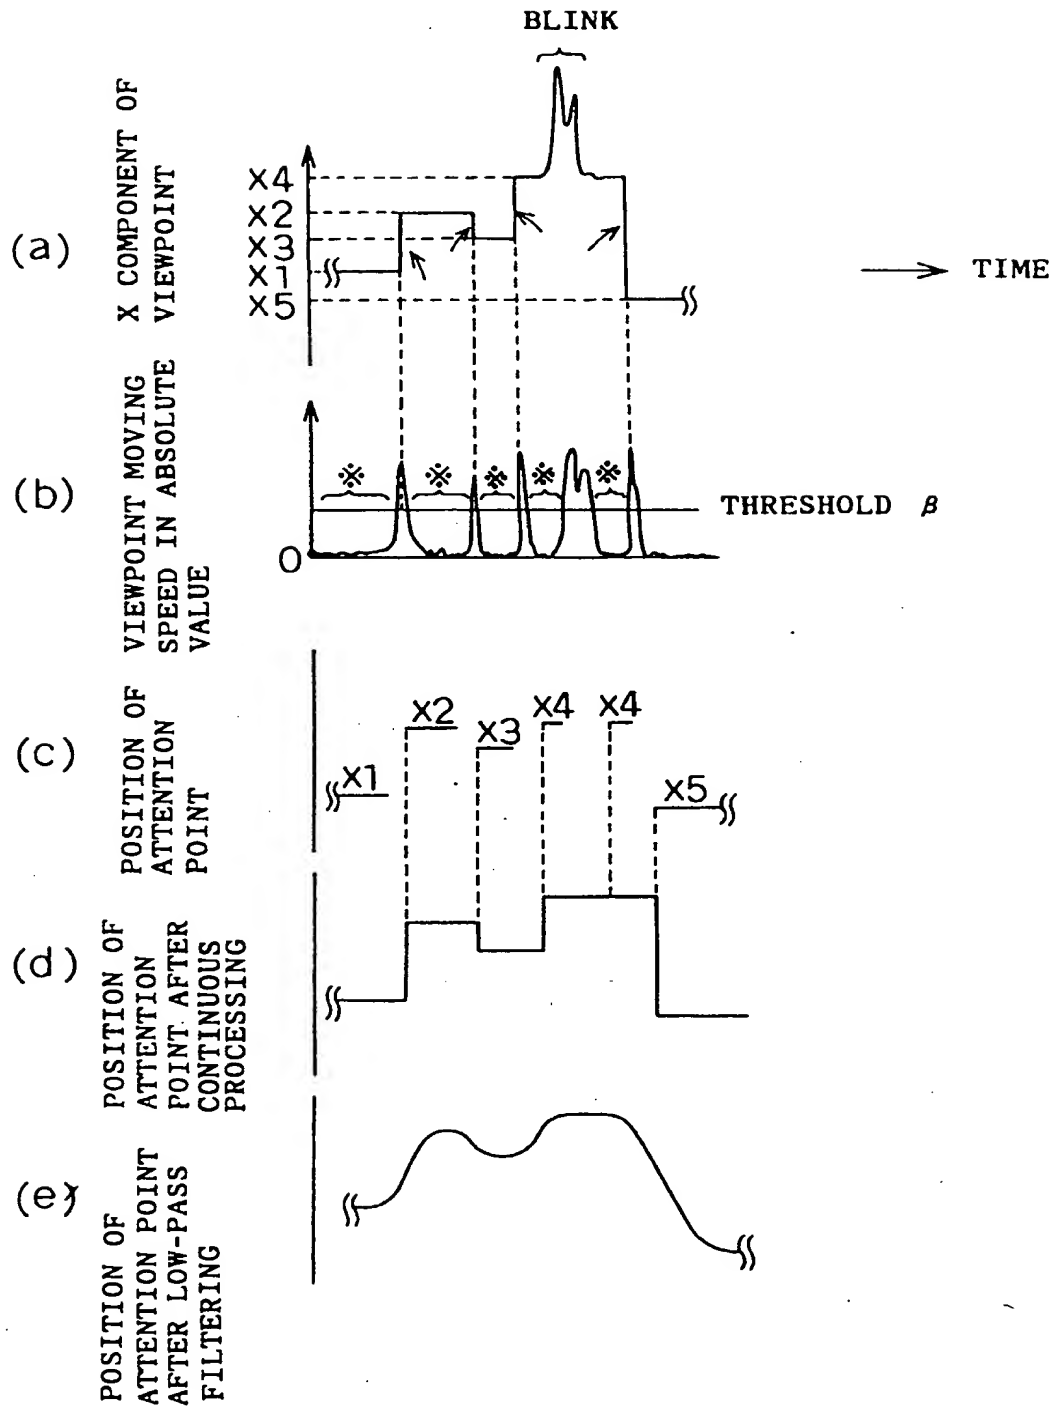 BLINK
(a)
X COMPONENT OF
VIEWPOINT
X4
X2
X3
X1
X5
TIME
(b)
VIEWPOINT MOVING
SPEED IN ABSOLUTE
VALUE
※ ※ ※ ※ ※
THRESHOLD β
0
(c)
POSITION OF
ATTENTION
POINT
X1
X2
X3
X4
X4
X5
(d)
POSITION OF
ATTENTION
POINT AFTER
CONTINUOUS
PROCESSING
(e)
POSITION OF
ATTENTION POINT
AFTER LOW-PASS
FILTERING